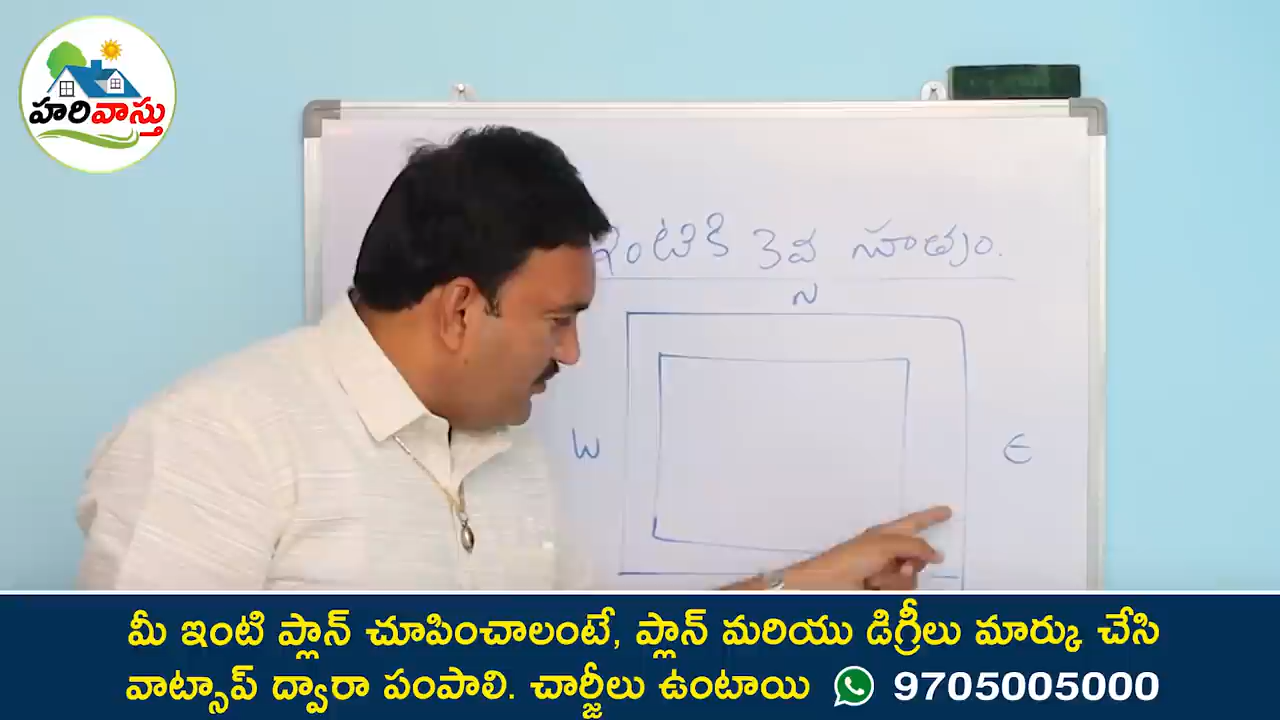 హరివాస్తు
ఇంటికి 3వ సూత్రం.
N
W
E
మీ ఇంటి ప్లాన్ చూపించాలంటే, ప్లాన్ మరియు డిగ్రీలు మార్కు చేసి
వాట్సాప్ ద్వారా పంపాలి. చార్జీలు ఉంటాయి 9705005000